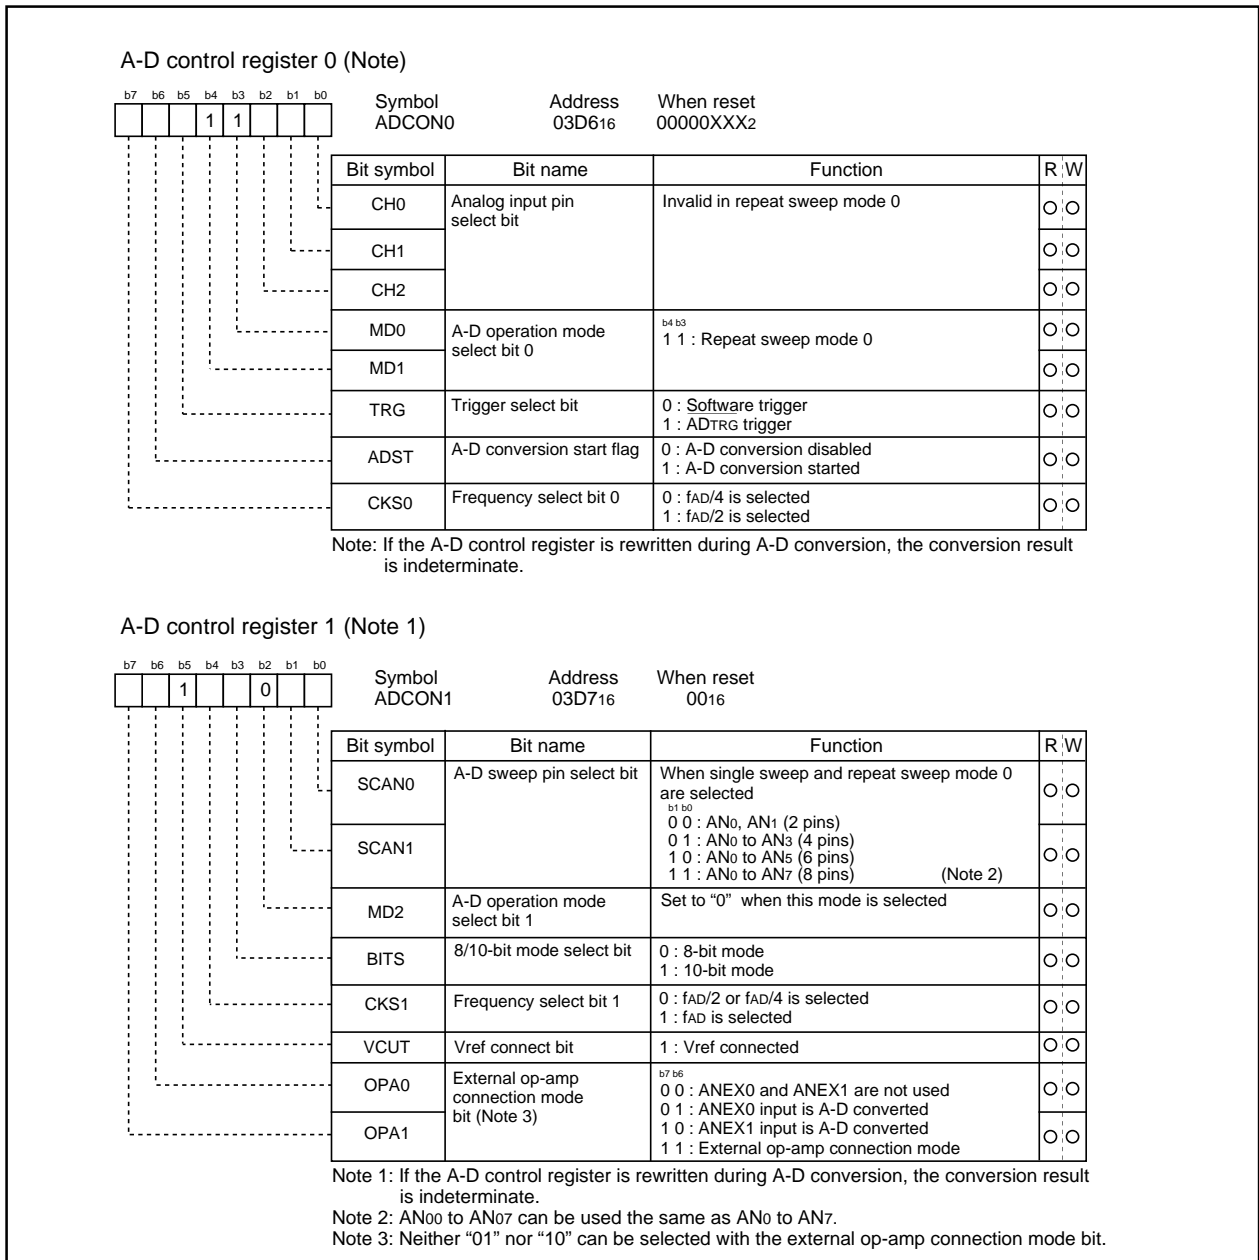 A-D control register 0 (Note)
b7 b6 b5 b4 b3 b2 b1 b0
1 1
Symbol Address When reset
ADCON0 03D616 00000XXX2
Bit symbol Bit name Function R W
CH0 Analog input pin select bit Invalid in repeat sweep mode 0
CH1
CH2
MD0 A-D operation mode select bit 0
b4 b3
1 1 : Repeat sweep mode 0
MD1
TRG Trigger select bit 0 : Software trigger
1 : ADTRG trigger
ADST A-D conversion start flag 0 : A-D conversion disabled
1 : A-D conversion started
CKS0 Frequency select bit 0 0 : fAD/4 is selected
1 : fAD/2 is selected
Note: If the A-D control register is rewritten during A-D conversion, the conversion result
is indeterminate.
A-D control register 1 (Note 1)
b7 b6 b5 b4 b3 b2 b1 b0
1 0
Symbol Address When reset
ADCON1 03D716 0016
Bit symbol Bit name Function R W
SCAN0 A-D sweep pin select bit When single sweep and repeat sweep mode 0
are selected
b1 b0
0 0 : AN0, AN1 (2 pins)
0 1 : AN0 to AN3 (4 pins)
SCAN1
1 0 : AN0 to AN5 (6 pins)
1 1 : AN0 to AN7 (8 pins) (Note 2)
MD2 A-D operation mode select bit 1 Set to “0” when this mode is selected
BITS 8/10-bit mode select bit 0 : 8-bit mode
1 : 10-bit mode
CKS1 Frequency select bit 1 0 : fAD/2 or fAD/4 is selected
1 : fAD is selected
VCUT Vref connect bit 1 : Vref connected
OPA0 External op-amp connection mode bit (Note 3)
b7 b6
0 0 : ANEX0 and ANEX1 are not used
0 1 : ANEX0 input is A-D converted
OPA1
1 0 : ANEX1 input is A-D converted
1 1 : External op-amp connection mode
Note 1: If the A-D control register is rewritten during A-D conversion, the conversion result
is indeterminate.
Note 2: AN00 to AN07 can be used the same as AN0 to AN7.
Note 3: Neither “01” nor “10” can be selected with the external op-amp connection mode bit.